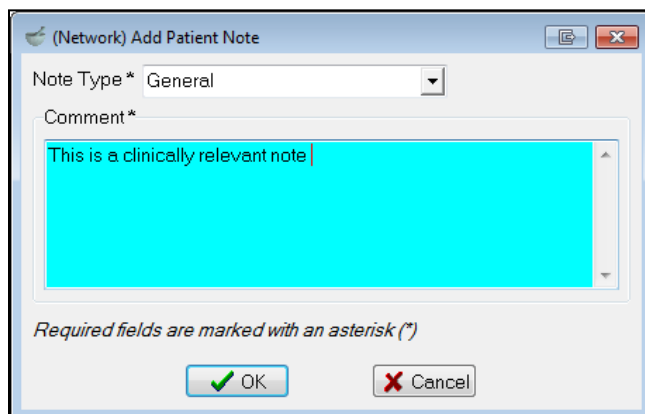 (Network) Add Patient Note
Note Type * General
Comment *
This is a clinically relevant note
Required fields are marked with an asterisk (*)
OK Cancel